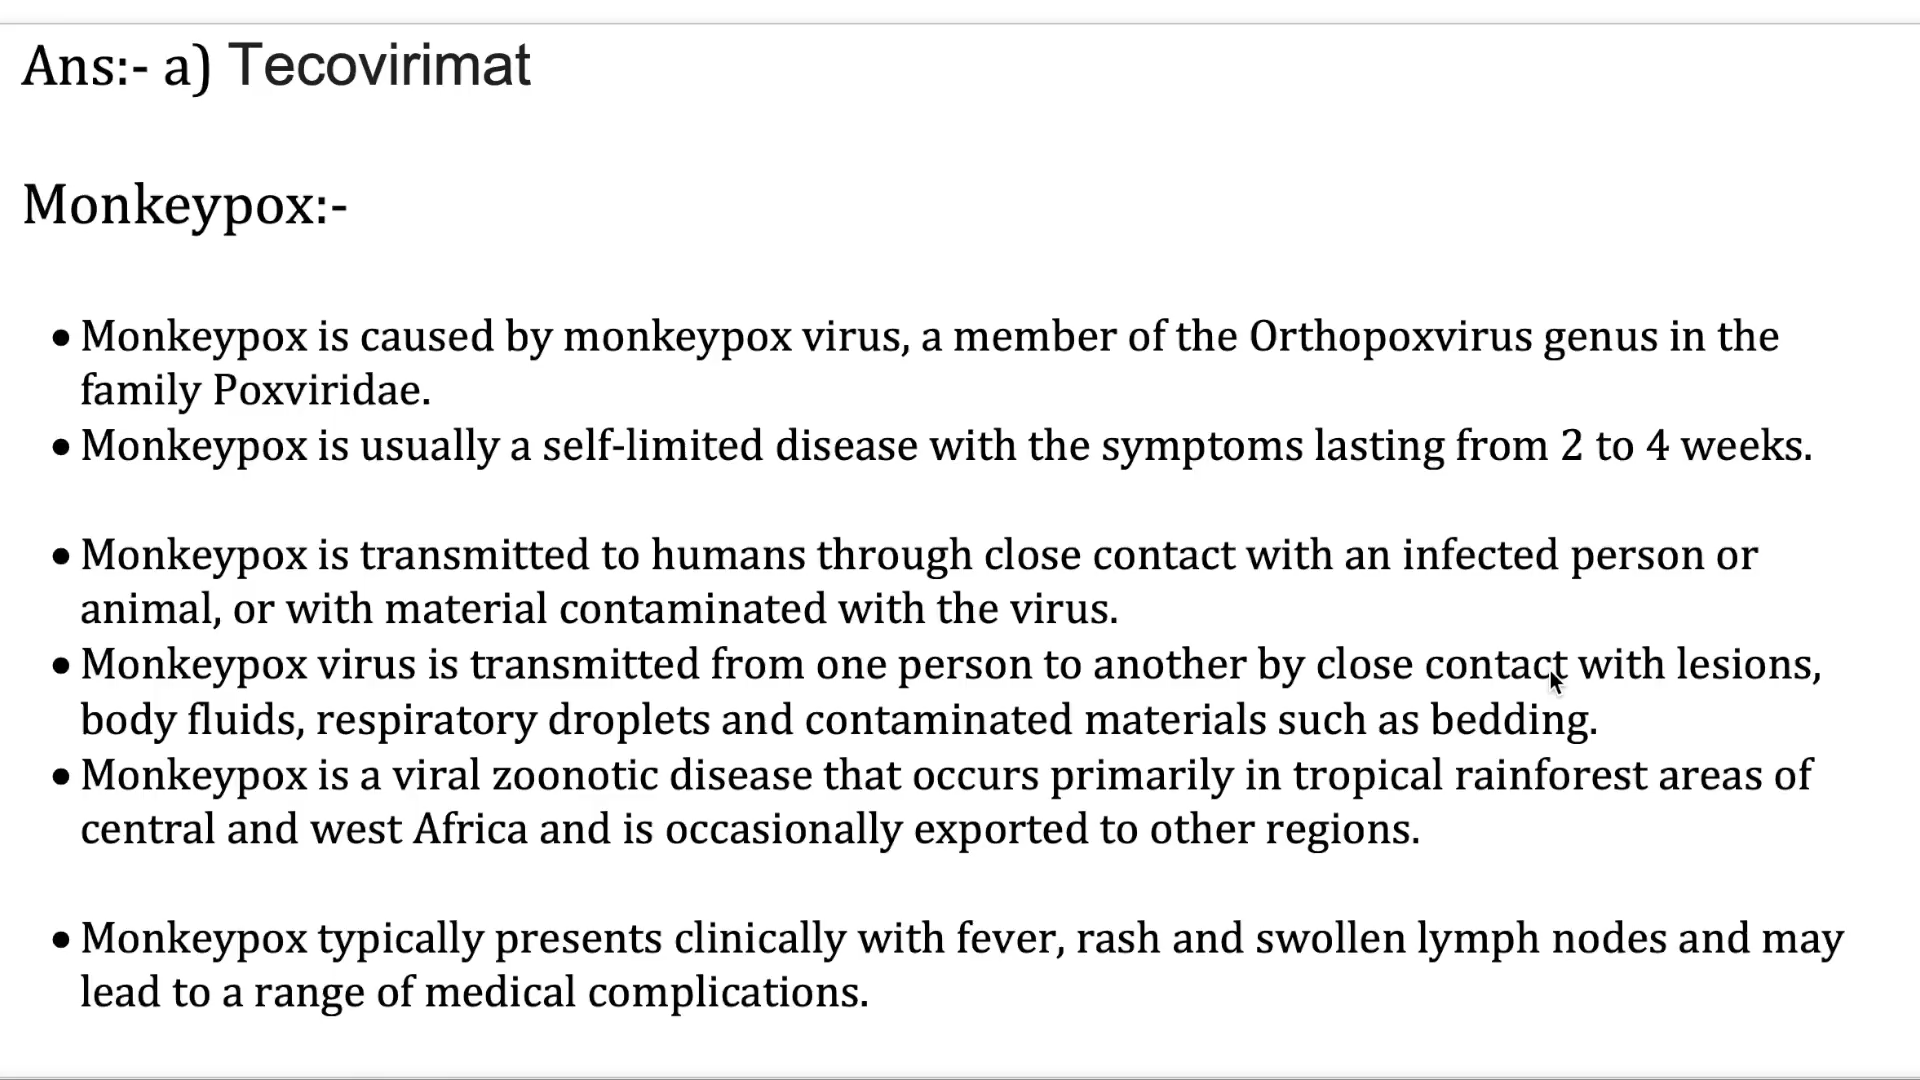 Ans:- a) Tecovirimat
Monkeypox:-
• Monkeypox is caused by monkeypox virus, a member of the Orthopoxvirus genus in the
family Poxviridae.
• Monkeypox is usually a self-limited disease with the symptoms lasting from 2 to 4 weeks.
• Monkeypox is transmitted to humans through close contact with an infected person or
animal, or with material contaminated with the virus.
• Monkeypox virus is transmitted from one person to another by close contact with lesions,
body fluids, respiratory droplets and contaminated materials such as bedding.
• Monkeypox is a viral zoonotic disease that occurs primarily in tropical rainforest areas of
central and west Africa and is occasionally exported to other regions.
• Monkeypox typically presents clinically with fever, rash and swollen lymph nodes and may
lead to a range of medical complications.